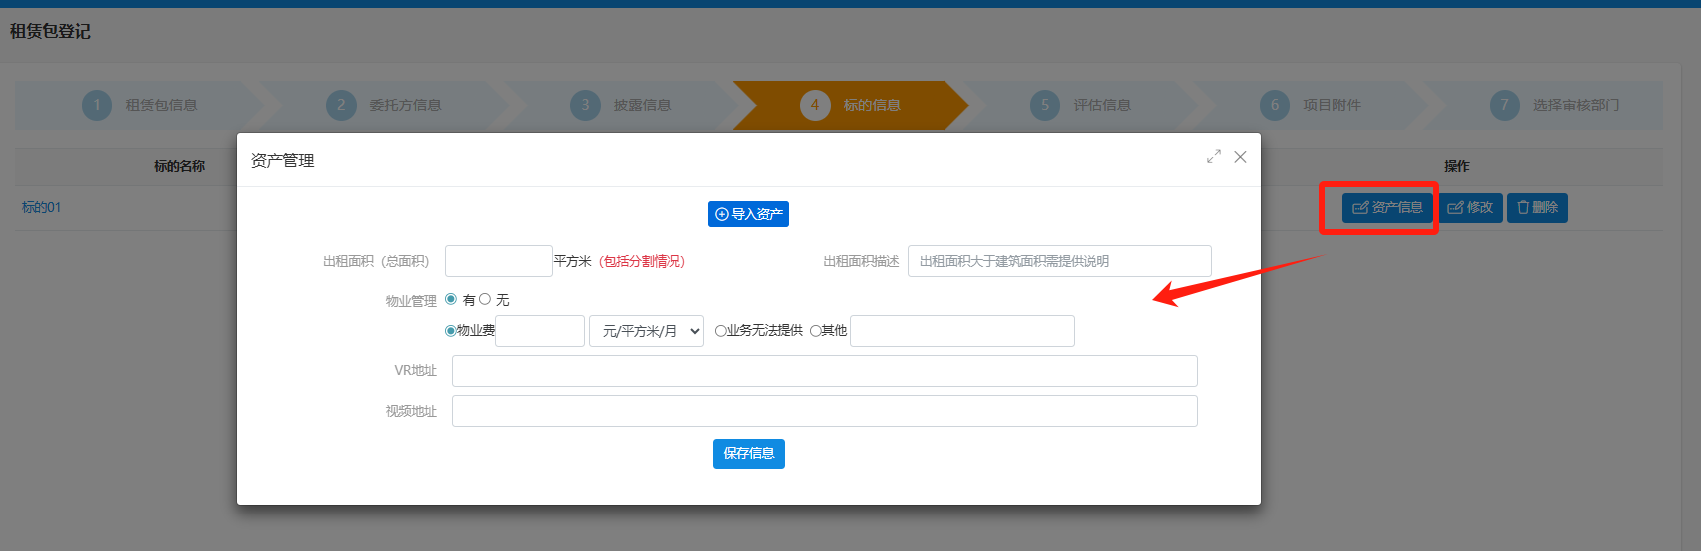 租赁包登记
1 租赁包信息 2 委托方信息 3 披露信息 4 标的信息 5 评估信息 6 项目附件 7 选择审核部门
标的名称 操作
标的01 资产信息 修改 删除
资产管理
导入资产
出租面积（总面积） 平方米（包括分割情况） 出租面积描述 出租面积大于建筑面积需提供说明
物业管理 有 无
物业费 元/平方米/月 业务无法提供 其他
VR地址
视频地址
保存信息